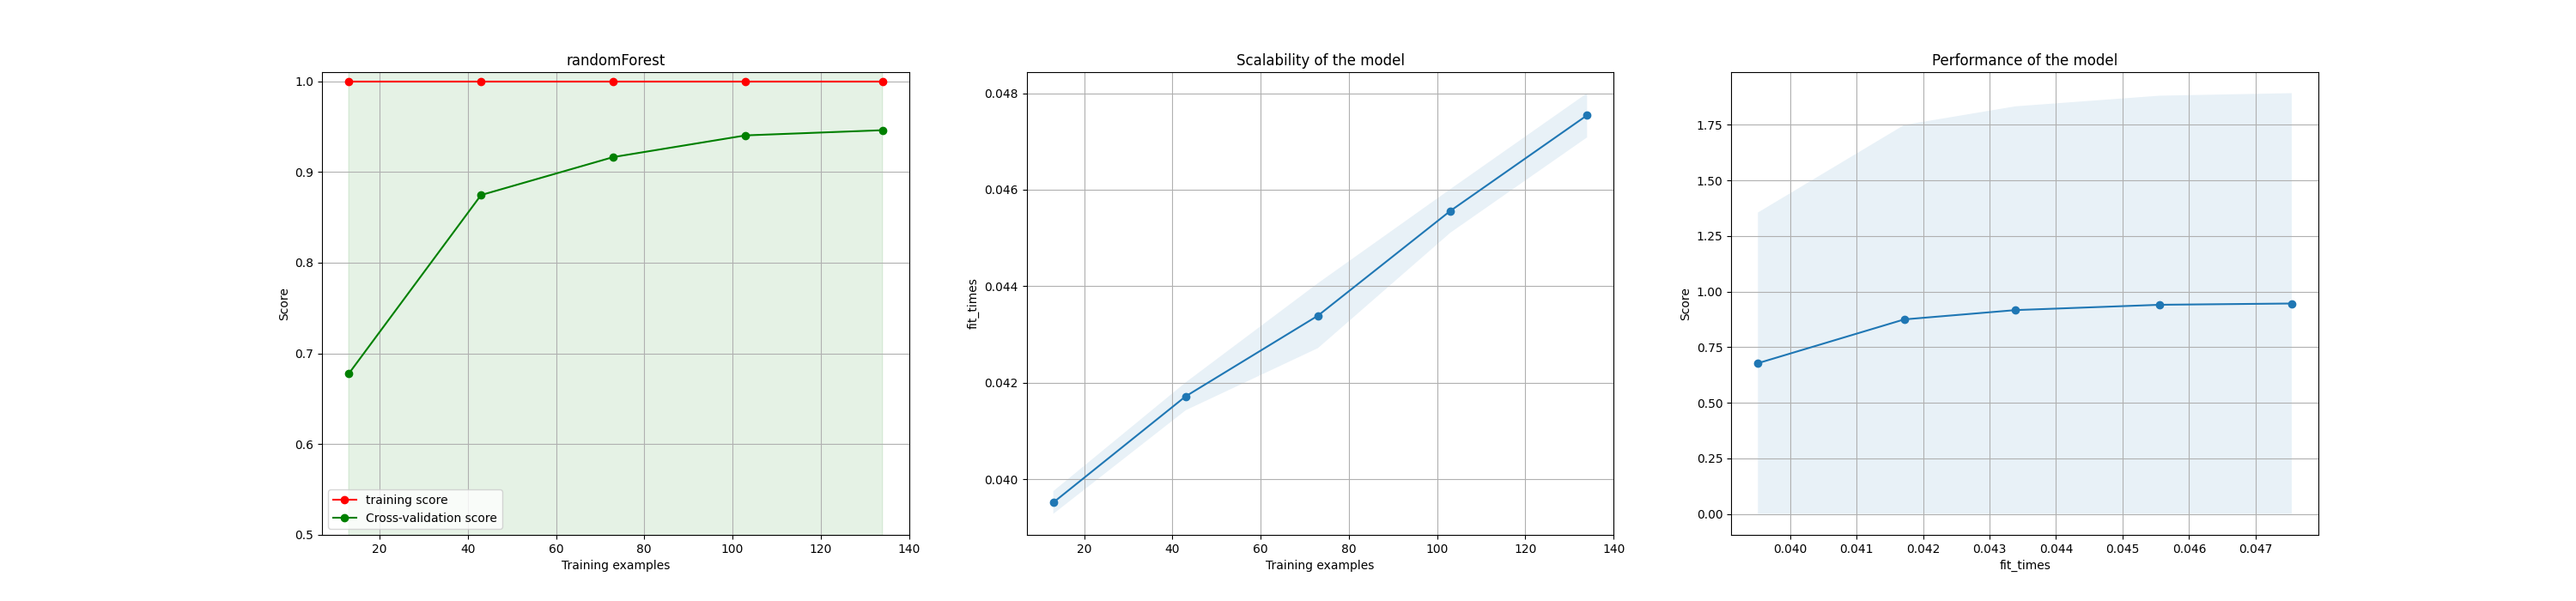 randomForest
1.0
0.9
0.8
0.7
0.6
0.5
Score
training score
Cross-validation score
20 40 60 80 100 120 140
Training examples
Scalability of the model
0.048
0.046
0.044
0.042
0.040
fit_times
20 40 60 80 100 120 140
Training examples
Performance of the model
1.75
1.50
1.25
1.00
0.75
0.50
0.25
0.00
Score
0.040 0.041 0.042 0.043 0.044 0.045 0.046 0.047
fit_times